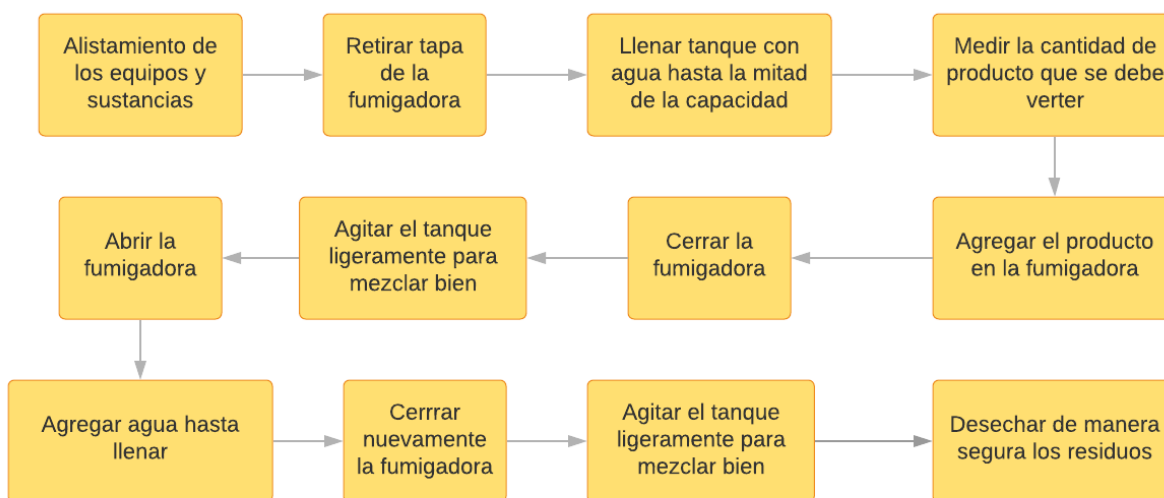 Alistamiento de
los equipos y
sustancias
Retirar tapa
de la
fumigadora
Llenar tanque con
agua hasta la mitad
de la capacidad
Medir la cantidad de
producto que se debe
verter
Agregar el producto
en la fumigadora
Cerrar la
fumigadora
Agitar el tanque
ligeramente para
mezclar bien
Abrir la
fumigadora
Agregar agua hasta
llenar
Cerrrar
nuevamente
la fumigadora
Agitar el tanque
ligeramente para
mezclar bien
Desechar de manera
segura los residuos